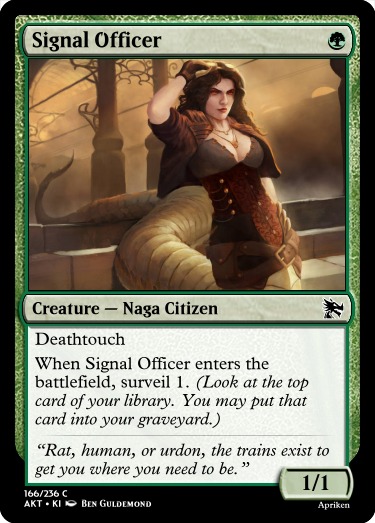 Signal Officer
Creature — Naga Citizen
Deathtouch
When Signal Officer enters the
battlefield, surveil 1. (Look at the top
card of your library. You may put that
card into your graveyard.)
“Rat, human, or urdon, the trains exist to
get you where you need to be.”
1/1
166/236 C
AKT • KI Ben Guldemond
Apriken